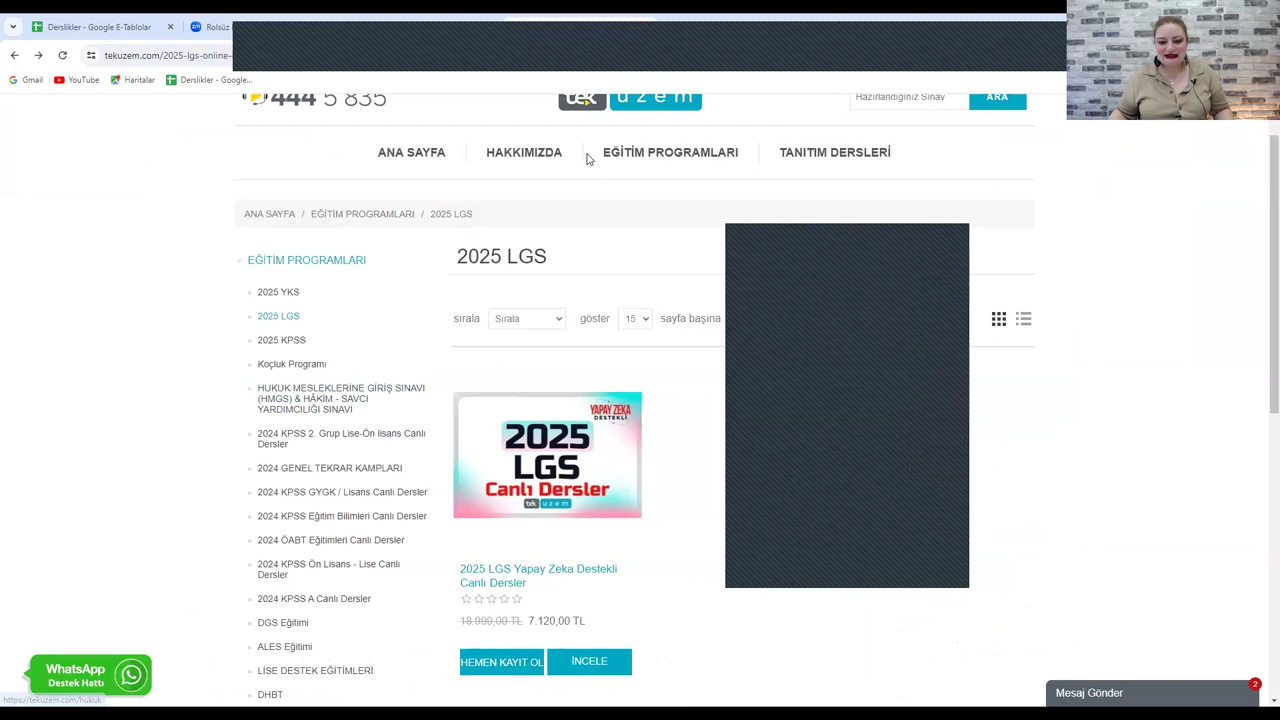 Derslikler - Google E-Tablolar
Rolsüz
tekuzem.com/2025-lgs-online-
Gmail
YouTube
Haritalar
Derslikler - Google...
444 5 835
tek uzem
Hazırlandığınız Sınav
ARA
ANA SAYFA
HAKKIMIZDA
EĞİTİM PROGRAMLARI
TANITIM DERSLERİ
ANA SAYFA / EĞİTİM PROGRAMLARI / 2025 LGS
EĞİTİM PROGRAMLARI
2025 YKS
2025 LGS
2025 KPSS
Koçluk Programı
HUKUK MESLEKLERİNE GİRİŞ SINAVI
(HMGS) & HÂKİM - SAVCI
YARDIMCILIĞI SINAVI
2024 KPSS 2. Grup Lise-Ön lisans Canlı
Dersler
2024 GENEL TEKRAR KAMPLARI
2024 KPSS GYGK / Lisans Canlı Dersler
2024 KPSS Eğitim Bilimleri Canlı Dersler
2024 ÖABT Eğitimleri Canlı Dersler
2024 KPSS Ön Lisans - Lise Canlı
Dersler
2024 KPSS A Canlı Dersler
DGS Eğitimi
ALES Eğitimi
LİSE DESTEK EĞİTİMLERİ
DHBT
2025 LGS
sırala
Sırala
göster
15
sayfa başına
YAPAY ZEKA
DESTEKLİ
2025
LGS
Canlı Dersler
tek uzem
2025 LGS Yapay Zeka Destekli
Canlı Dersler
18.999,00 TL 7.120,00 TL
HEMEN KAYIT OL
İNCELE
WhatsApp
Destek Hattı
https://tekuzem.com/hukuk
Mesaj Gönder
2